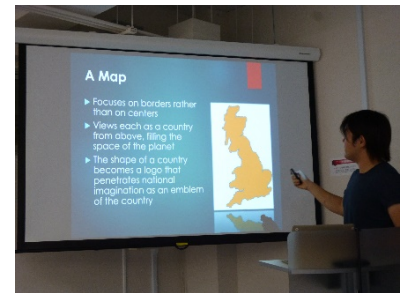 A Map
Focuses on borders rather
than on centers
Views each as a country
from above, filling the
space of the planet
The shape of a country
becomes a logo that
penetrates national
imagination as an emblem
of the country